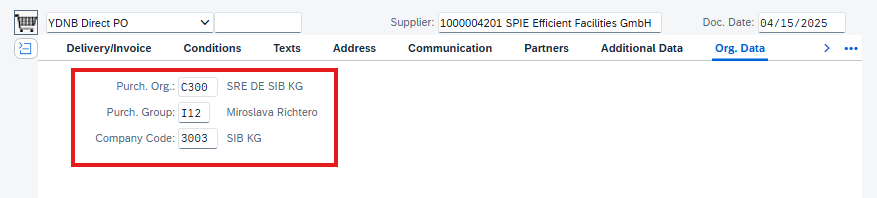 YDNB Direct PO Supplier: 1000004201 SPIE Efficient Facilities GmbH Doc. Date: 04/15/2025
Delivery/Invoice Conditions Texts Address Communication Partners Additional Data Org. Data
Purch. Org.: C300 SRE DE SIB KG
Purch. Group: I12 Miroslava Richtero
Company Code: 3003 SIB KG